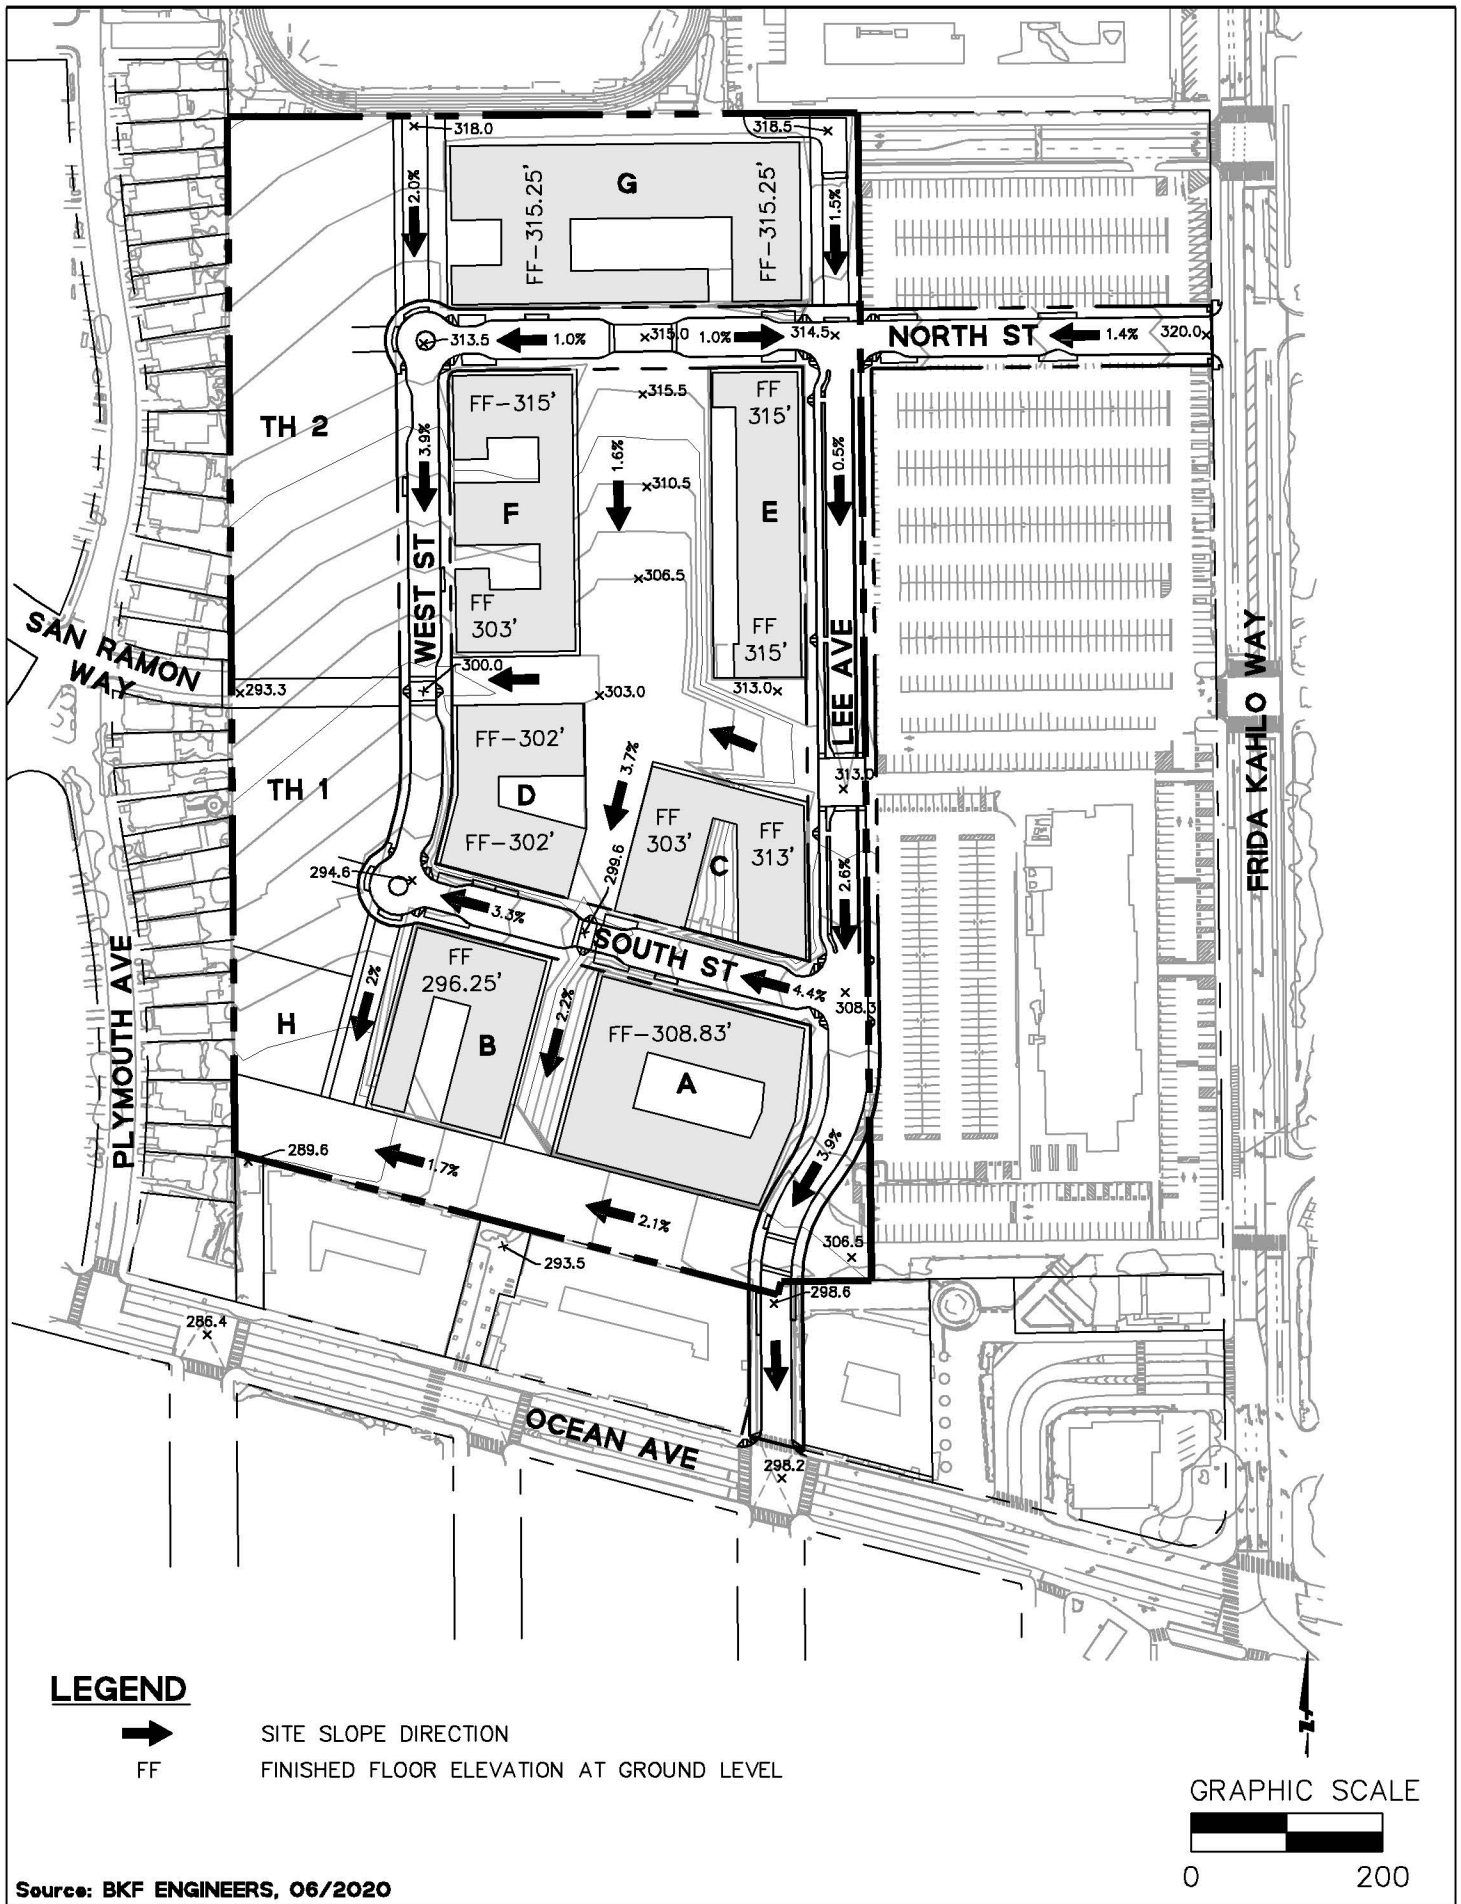 318.0
318.5
G
2.0%
FF-315.25'
FF-315.25'
1.5%
313.5
1.0%
315.0
1.0%
314.5
NORTH ST
1.4%
320.0
TH 2
FF-315'
315.5
FF
315'
3.9%
1.6%
0.5%
310.5
F
E
WEST ST
306.5
FF
303'
FF
315'
SAN RAMON
WAY
293.3
300.0
303.0
313.0
LEE AVE
FRIDA KAHLO WAY
FF-302'
3.7%
313.0
TH 1
D
FF
303'
FF
313'
FF-302'
C
299.6
2.6%
294.6
3.3%
SOUTH ST
4.4%
308.3
PLYMOUTH AVE
FF
296.25'
2%
2.2%
H
B
FF-308.83'
A
3.9%
289.6
1.7%
2.1%
306.5
293.5
298.6
286.4
OCEAN AVE
298.2
LEGEND
SITE SLOPE DIRECTION
FF FINISHED FLOOR ELEVATION AT GROUND LEVEL
GRAPHIC SCALE
0 200
Source: BKF ENGINEERS, 06/2020